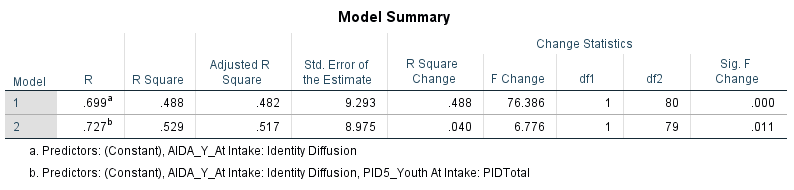 Model Summary
Change Statistics
Model R R Square Adjusted R Square Std. Error of the Estimate R Square Change F Change df1 df2 Sig. F Change
1 .699a .488 .482 9.293 .488 76.386 1 80 .000
2 .727b .529 .517 8.975 .040 6.776 1 79 .011
a. Predictors: (Constant), AIDA_Y_At Intake: Identity Diffusion
b. Predictors: (Constant), AIDA_Y_At Intake: Identity Diffusion, PID5_Youth At Intake: PIDTotal